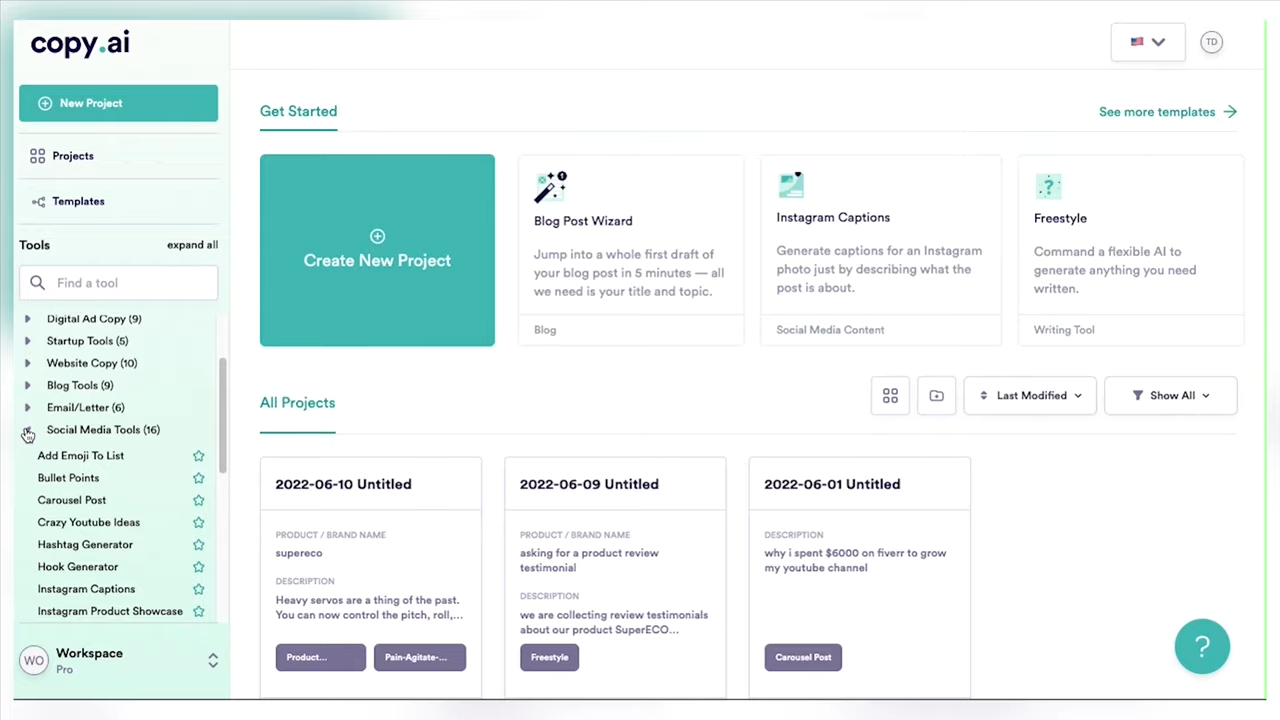 copy.ai
TD
New Project
Projects
Templates
Tools
expand all
Find a tool
Digital Ad Copy (9)
Startup Tools (5)
Website Copy (10)
Blog Tools (9)
Email/Letter (6)
Social Media Tools (16)
Add Emoji To List
Bullet Points
Carousel Post
Crazy Youtube Ideas
Hashtag Generator
Hook Generator
Instagram Captions
Instagram Product Showcase
WO
Workspace
Pro
Get Started
See more templates
Create New Project
Blog Post Wizard
Jump into a whole first draft of
your blog post in 5 minutes — all
we need is your title and topic.
Blog
Instagram Captions
Generate captions for an Instagram
photo just by describing what the
post is about.
Social Media Content
?
Freestyle
Command a flexible AI to
generate anything you need
written.
Writing Tool
All Projects
Last Modified
Show All
2022-06-10 Untitled
PRODUCT / BRAND NAME
supereco
DESCRIPTION
Heavy servos are a thing of the past.
You can now control the pitch, roll,...
Product...
Pain-Agitate-...
2022-06-09 Untitled
PRODUCT / BRAND NAME
asking for a product review
testimonial
DESCRIPTION
we are collecting review testimonials
about our product SuperECO...
Freestyle
2022-06-01 Untitled
DESCRIPTION
why i spent $6000 on fiverr to grow
my youtube channel
Carousel Post
?